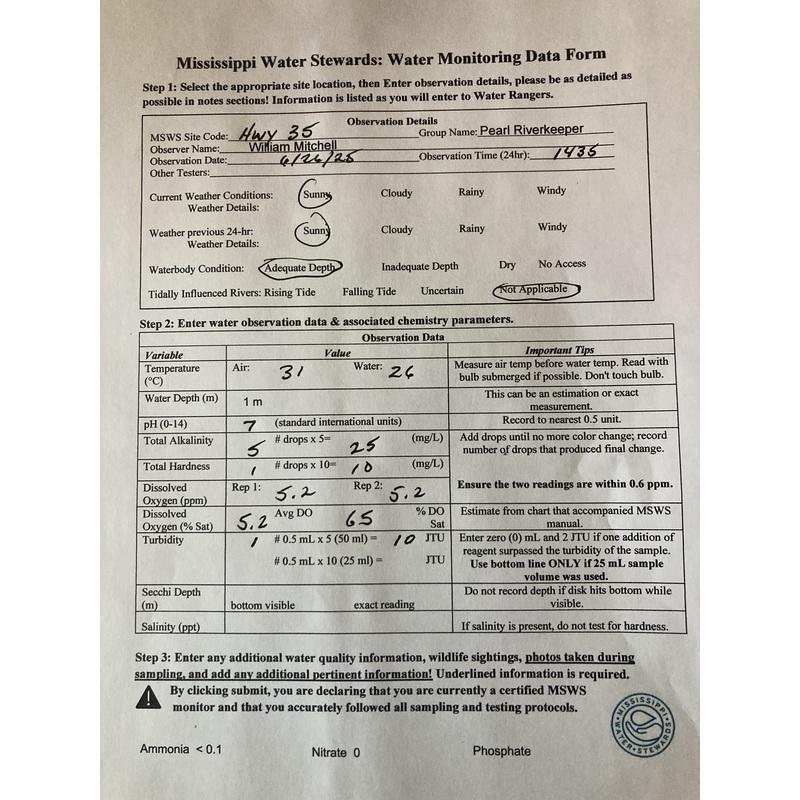 Mississippi Water Stewards: Water Monitoring Data Form
Step 1: Select the appropriate site location, then Enter observation details, please be as detailed as
possible in notes sections! Information is listed as you will enter to Water Rangers.
Observation Details
MSWS Site Code: Hwy 35 Group Name: Pearl Riverkeeper
Observer Name: William Mitchell
Observation Date: 6/26/25 Observation Time (24hr): 1435
Other Testers:
Current Weather Conditions: Sunny Cloudy Rainy Windy
Weather Details:
Weather previous 24-hr: Sunny Cloudy Rainy Windy
Weather Details:
Waterbody Condition: Adequate Depth Inadequate Depth Dry No Access
Tidally Influenced Rivers: Rising Tide Falling Tide Uncertain Not Applicable
Step 2: Enter water observation data & associated chemistry parameters.
Observation Data
Variable Value Important Tips
Temperature (°C) Air: 31 Water: 26 Measure air temp before water temp. Read with
bulb submerged if possible. Don't touch bulb.
Water Depth (m) 1 m This can be an estimation or exact
measurement.
pH (0-14) 7 (standard international units) Record to nearest 0.5 unit.
Total Alkalinity 5 # drops x 5= 25 (mg/L) Add drops until no more color change; record
number of drops that produced final change.
Total Hardness 1 # drops x 10= 10 (mg/L)
Dissolved
Oxygen (ppm) Rep 1: 5.2 Rep 2: 5.2 Ensure the two readings are within 0.6 ppm.
Dissolved
Oxygen (% Sat) 5.2 Avg DO 65 % DO
Sat Estimate from chart that accompanied MSWS
manual.
Turbidity 1 # 0.5 mL x 5 (50 ml) = 10 JTU Enter zero (0) mL and 2 JTU if one addition of
reagent surpassed the turbidity of the sample.
# 0.5 mL x 10 (25 ml) = JTU Use bottom line ONLY if 25 mL sample
volume was used.
Secchi Depth
(m) bottom visible exact reading Do not record depth if disk hits bottom while
visible.
Salinity (ppt) If salinity is present, do not test for hardness.
Step 3: Enter any additional water quality information, wildlife sightings, photos taken during
sampling, and add any additional pertinent information! Underlined information is required.
By clicking submit, you are declaring that you are currently a certified MSWS
monitor and that you accurately followed all sampling and testing protocols.
MISSISSIPPI
WATER STEWARDS
Ammonia < 0.1 Nitrate 0 Phosphate